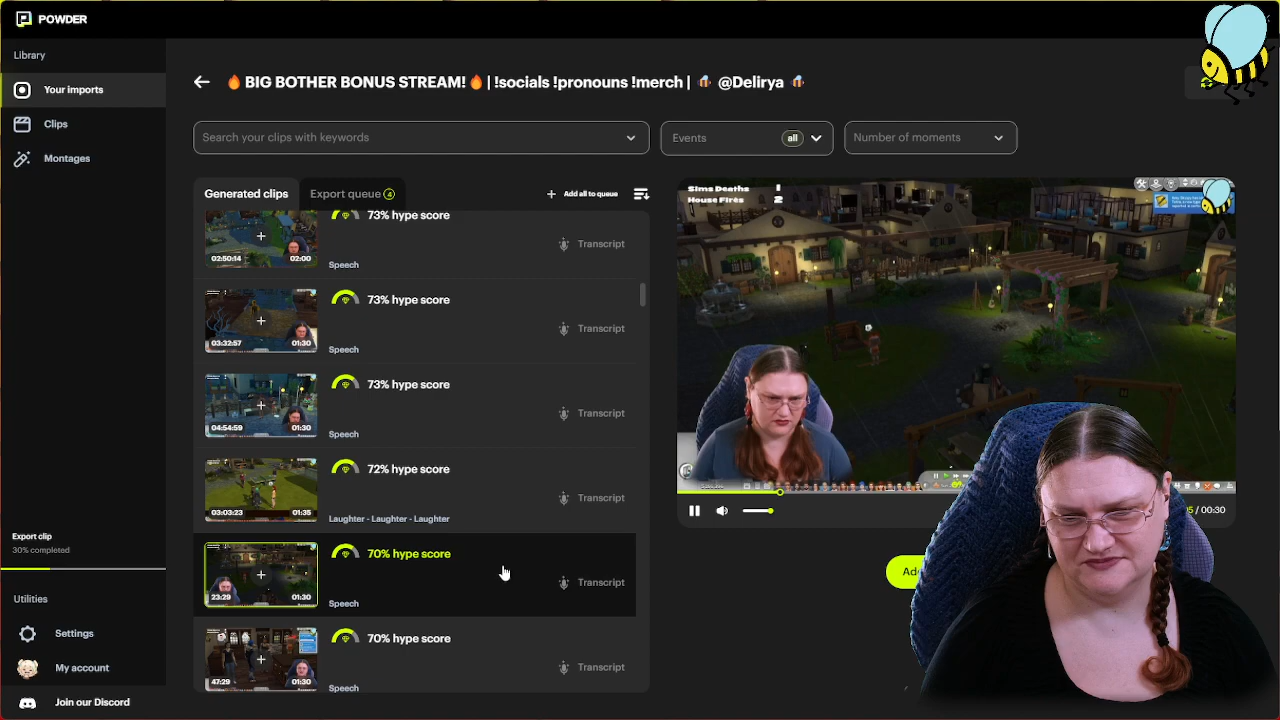 POWDER
Library
Your imports
Clips
Montages
Export clip
30% completed
Utilities
Settings
My account
Join our Discord
🔥 BIG BOTHER BONUS STREAM! 🔥 | !socials !pronouns !merch | 🐝 @Delirya 🐝
Search your clips with keywords
Events all
Number of moments
Generated clips
Export queue 4
+ Add all to queue
73% hype score
02:50:14 02:00
Transcript
Speech
73% hype score
03:32:57 01:30
Transcript
Speech
73% hype score
04:54:59 01:30
Transcript
Speech
72% hype score
03:03:23 01:35
Transcript
Laughter - Laughter - Laughter
70% hype score
23:29 01:30
Transcript
Speech
70% hype score
47:29 01:30
Transcript
Speech
Sims Deaths 1
House Fires 2
/ 00:30